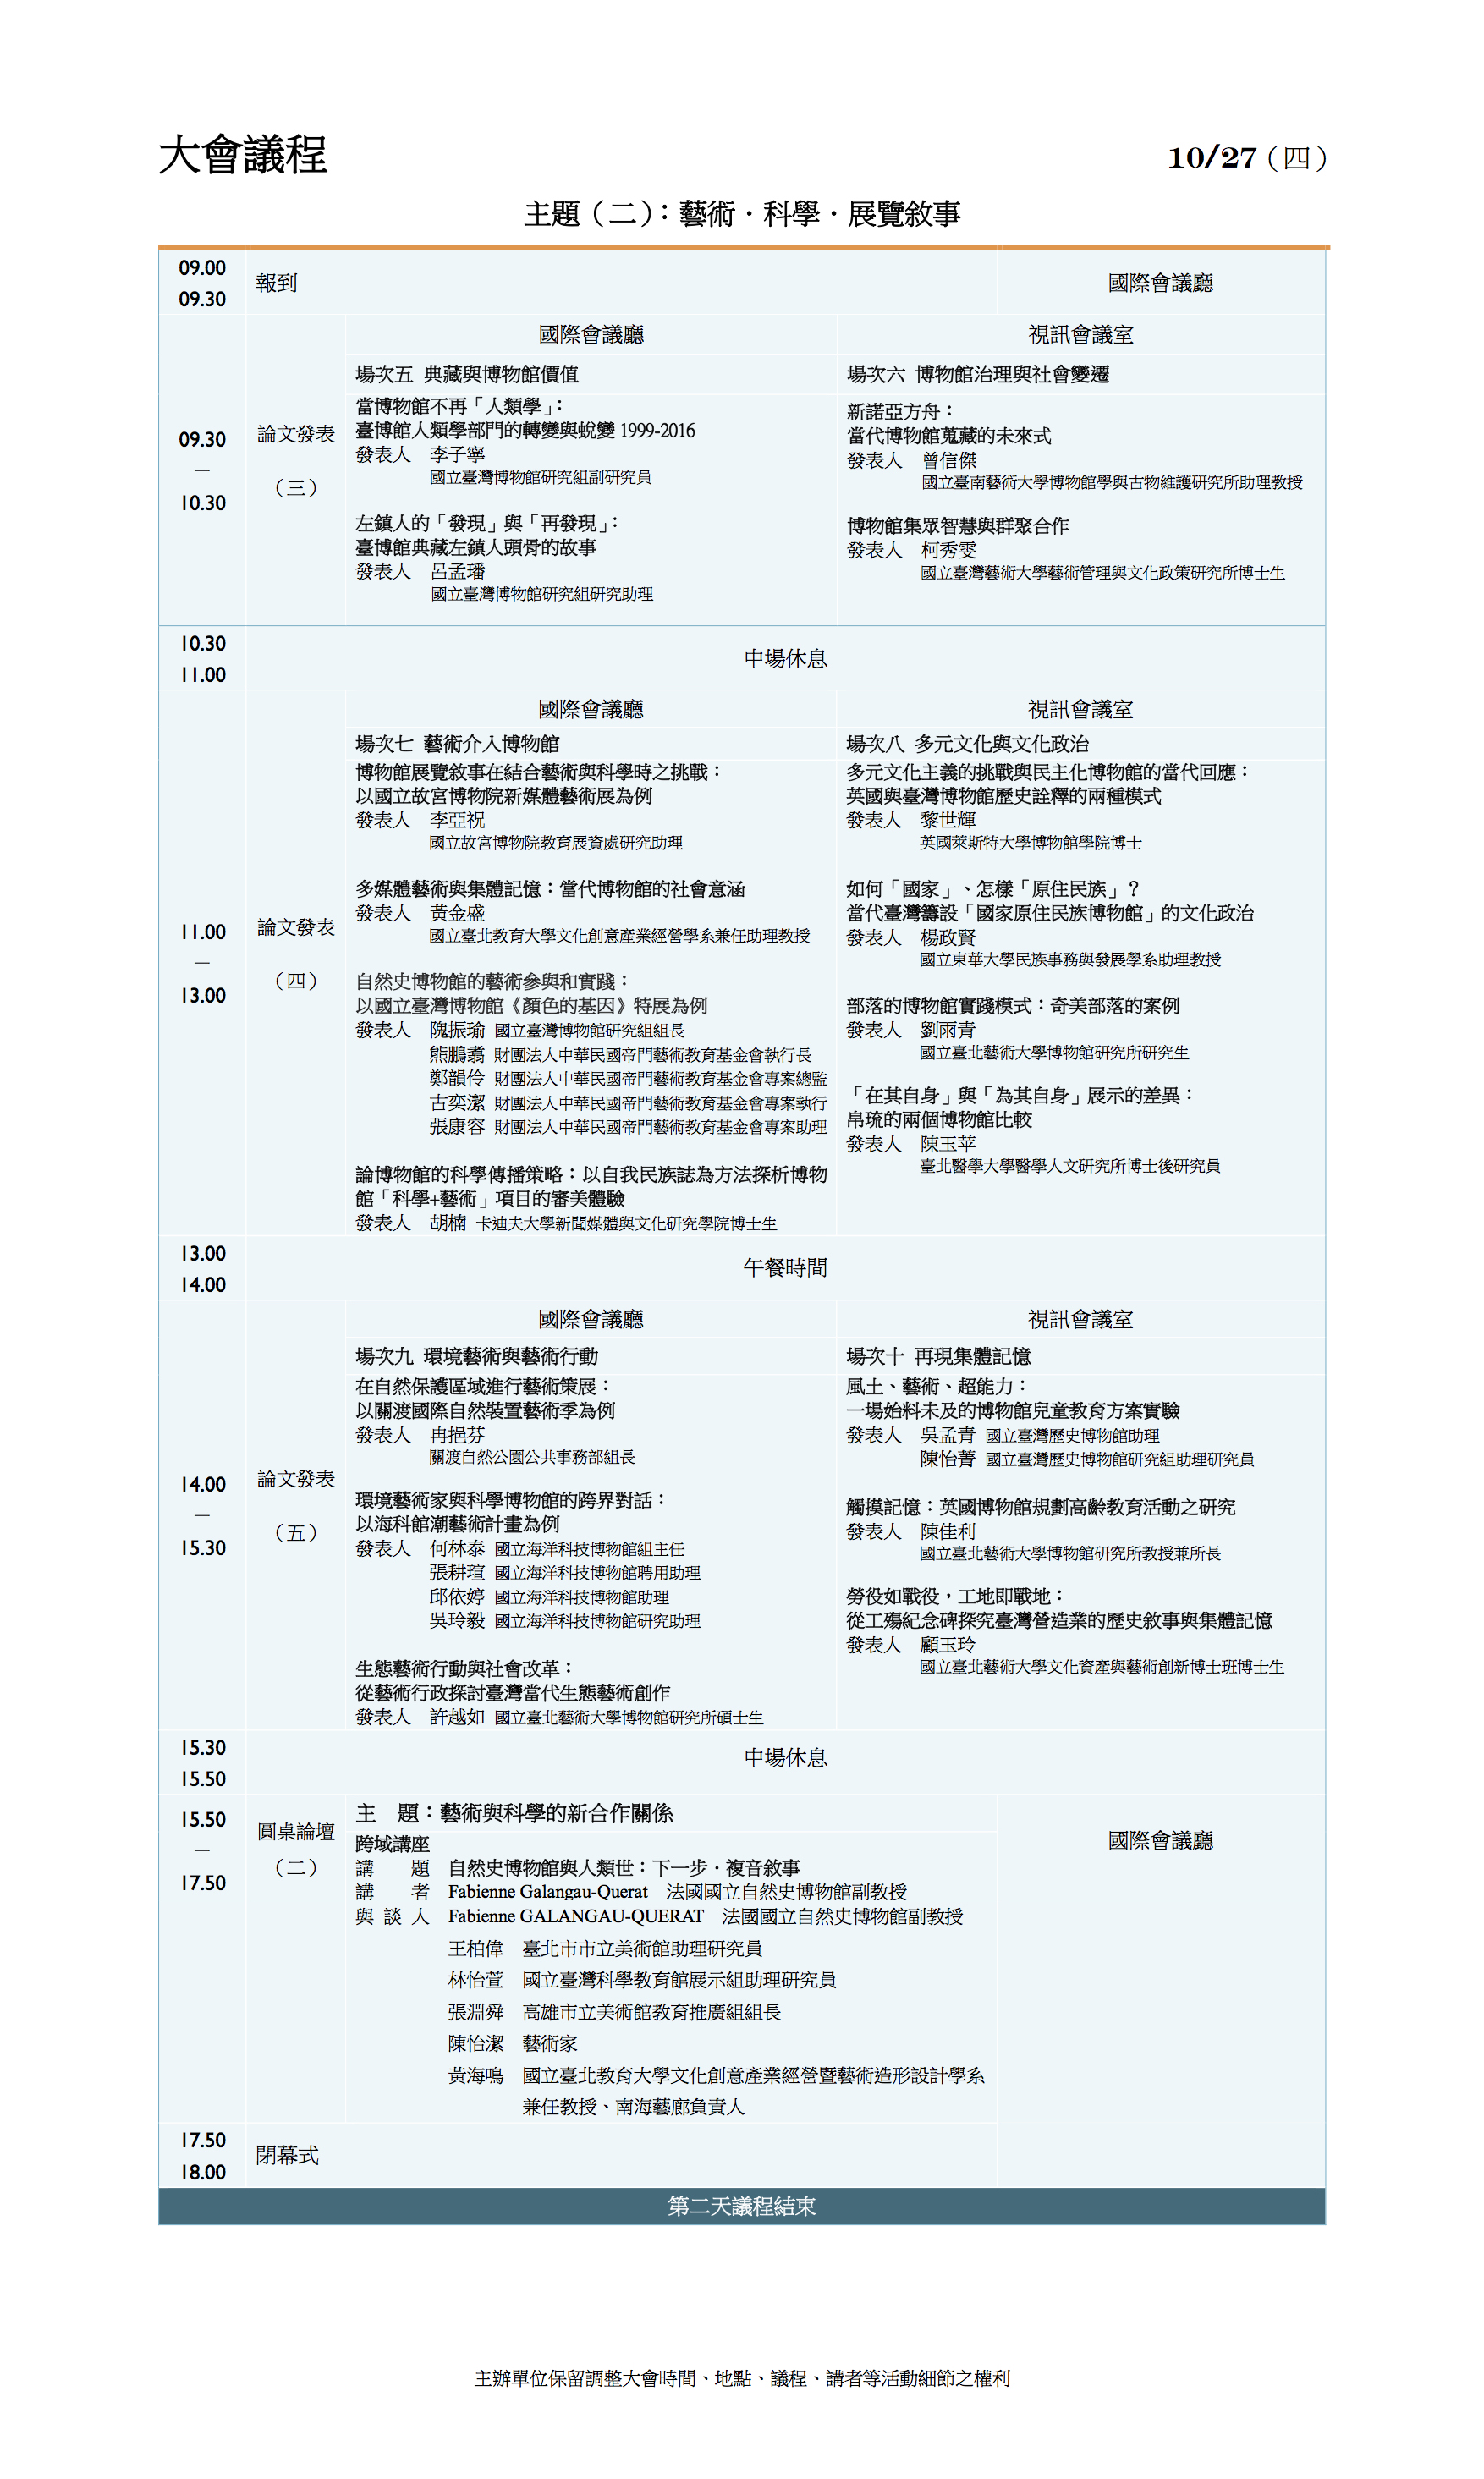 大會議程
10/27（四）
主題（二）：藝術．科學．展覽敘事
09.00
09.30
報到
國際會議廳
09.30
—
10.30
論文發表
（三）
國際會議廳
場次五 典藏與博物館價值
當博物館不再「人類學」：
臺博館人類學部門的轉變與蛻變 1999-2016
發表人 李子寧
國立臺灣博物館研究組副研究員
左鎮人的「發現」與「再發現」：
臺博館典藏左鎮人頭骨的故事
發表人 呂孟璠
國立臺灣博物館研究組研究助理
視訊會議室
場次六 博物館治理與社會變遷
新諾亞方舟：
當代博物館蒐藏的未來式
發表人 曾信傑
國立臺南藝術大學博物館學與古物維護研究所助理教授
博物館集眾智慧與群聚合作
發表人 柯秀雯
國立臺灣藝術大學藝術管理與文化政策研究所博士生
10.30
11.00
中場休息
11.00
—
13.00
論文發表
（四）
國際會議廳
場次七 藝術介入博物館
博物館展覽敘事在結合藝術與科學時之挑戰：
以國立故宮博物院新媒體藝術展為例
發表人 李亞祝
國立故宮博物院教育展資處研究助理
多媒體藝術與集體記憶：當代博物館的社會意涵
發表人 黃金盛
國立臺北教育大學文化創意產業經營學系兼任助理教授
自然史博物館的藝術參與和實踐：
以國立臺灣博物館《顏色的基因》特展為例
發表人 隗振瑜 國立臺灣博物館研究組組長
熊鵬翥 財團法人中華民國帝門藝術教育基金會執行長
鄭韻伶 財團法人中華民國帝門藝術教育基金會專案總監
古奕潔 財團法人中華民國帝門藝術教育基金會專案執行
張康容 財團法人中華民國帝門藝術教育基金會專案助理
論博物館的科學傳播策略：以自我民族誌為方法探析博物
館「科學+藝術」項目的審美體驗
發表人 胡楠 卡迪夫大學新聞媒體與文化研究學院博士生
視訊會議室
場次八 多元文化與文化政治
多元文化主義的挑戰與民主化博物館的當代回應：
英國與臺灣博物館歷史詮釋的兩種模式
發表人 黎世輝
英國萊斯特大學博物館學院博士
如何「國家」、怎樣「原住民族」？
當代臺灣籌設「國家原住民族博物館」的文化政治
發表人 楊政賢
國立東華大學民族事務與發展學系助理教授
部落的博物館實踐模式：奇美部落的案例
發表人 劉雨青
國立臺北藝術大學博物館研究所研究生
「在其自身」與「為其自身」展示的差異：
帛琉的兩個博物館比較
發表人 陳玉苹
臺北醫學大學醫學人文研究所博士後研究員
13.00
14.00
午餐時間
14.00
—
15.30
論文發表
（五）
國際會議廳
場次九 環境藝術與藝術行動
在自然保護區域進行藝術策展：
以關渡國際自然裝置藝術季為例
發表人 冉挹芬
關渡自然公園公共事務部組長
環境藝術家與科學博物館的跨界對話：
以海科館潮藝術計畫為例
發表人 何林泰 國立海洋科技博物館組主任
張耕瑄 國立海洋科技博物館聘用助理
邱依婷 國立海洋科技博物館助理
吳玲毅 國立海洋科技博物館研究助理
生態藝術行動與社會改革：
從藝術行政探討臺灣當代生態藝術創作
發表人 許越如 國立臺北藝術大學博物館研究所碩士生
視訊會議室
場次十 再現集體記憶
風土、藝術、超能力：
一場始料未及的博物館兒童教育方案實驗
發表人 吳孟青 國立臺灣歷史博物館助理
陳怡菁 國立臺灣歷史博物館研究組助理研究員
觸摸記憶：英國博物館規劃高齡教育活動之研究
發表人 陳佳利
國立臺北藝術大學博物館研究所教授兼所長
勞役如戰役，工地即戰地：
從工殤紀念碑探究臺灣營造業的歷史敘事與集體記憶
發表人 顧玉玲
國立臺北藝術大學文化資產與藝術創新博士班博士生
15.30
15.50
中場休息
15.50
—
17.50
圓桌論壇
（二）
主 題：藝術與科學的新合作關係
跨域講座
講 題 自然史博物館與人類世：下一步．複音敘事
講 者 Fabienne Galangau-Querat 法國國立自然史博物館副教授
與 談 人 Fabienne GALANGAU-QUERAT 法國國立自然史博物館副教授
王柏偉 臺北市市立美術館助理研究員
林怡萱 國立臺灣科學教育館展示組助理研究員
張淵舜 高雄市立美術館教育推廣組組長
陳怡潔 藝術家
黃海鳴 國立臺北教育大學文化創意產業經營暨藝術造形設計學系
兼任教授、南海藝廊負責人
國際會議廳
17.50
18.00
閉幕式
第二天議程結束
主辦單位保留調整大會時間、地點、議程、講者等活動細節之權利